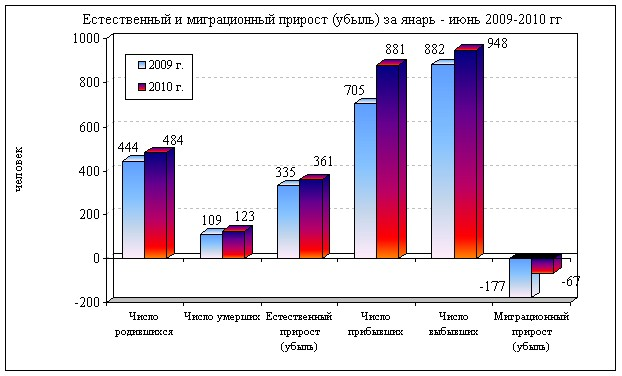 Естественный и миграционный прирост (убыль) за янарь - июнь 2009-2010 гг
человек
1000
800
600
400
200
0
-200
2009 г.
2010 г.
444
484
109
123
335
361
705
881
882
948
-177
-67
Число родившихся
Число умерших
Естественный прирост (убыль)
Число прибывших
Число выбывших
Миграционный прирост (убыль)